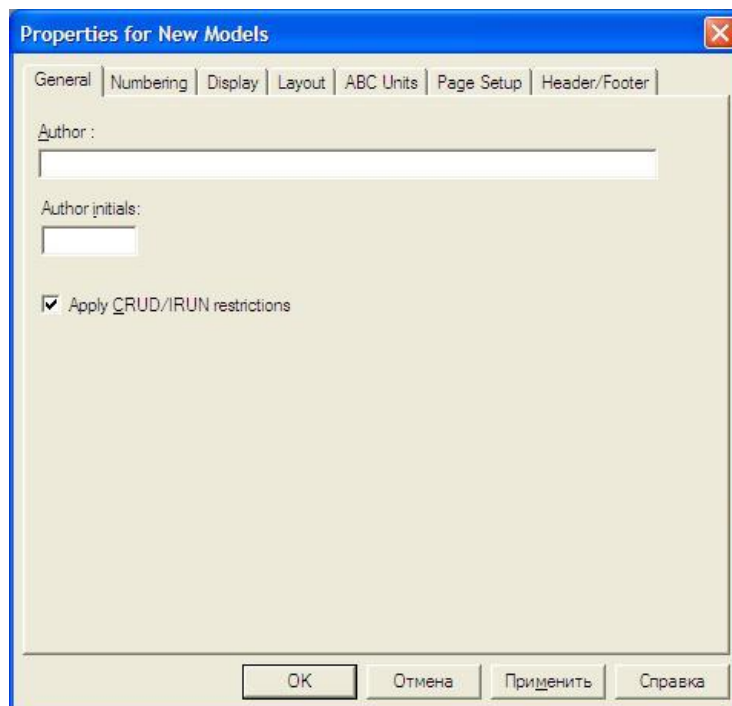 Properties for New Models
General Numbering Display Layout ABC Units Page Setup Header/Footer
Author :
Author initials:
Apply CRUD/IRUN restrictions
OK Отмена Применить Справка